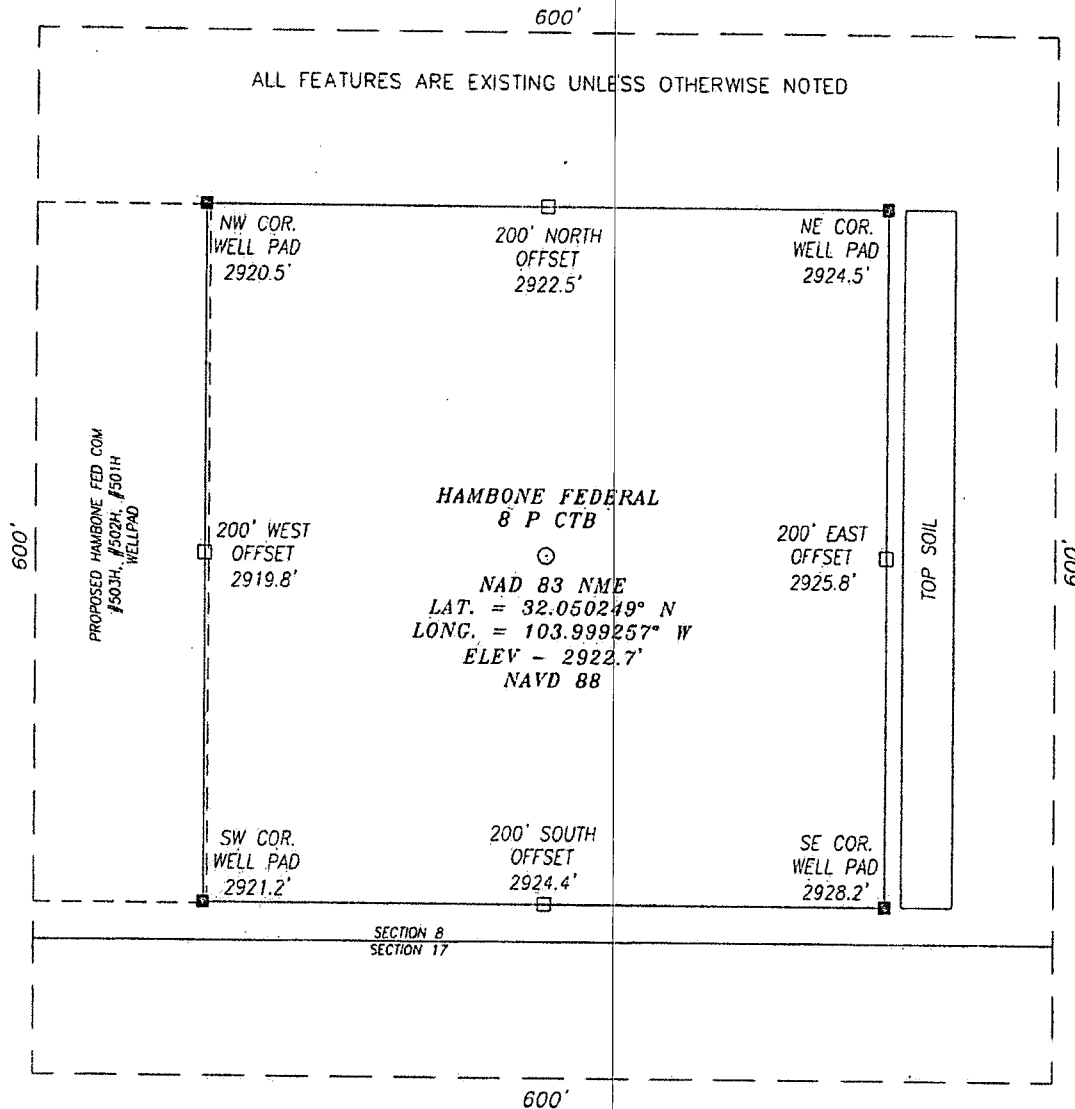 600'
ALL FEATURES ARE EXISTING UNLESS OTHERWISE NOTED
NW COR.
WELL PAD
2920.5'
200' NORTH
OFFSET
2922.5'
NE COR.
WELL PAD
2924.5'
600'
PROPOSED HAMBONE FED COM
#503H, #502H, #501H
WELLPAD
200' WEST
OFFSET
2919.8'
HAMBONE FEDERAL
8 P CTB
NAD 83 NME
LAT. = 32.050249° N
LONG. = 103.999257° W
ELEV - 2922.7'
NAVD 88
200' EAST
OFFSET
2925.8'
TOP SOIL
600'
SW COR.
WELL PAD
2921.2'
200' SOUTH
OFFSET
2924.4'
SE COR.
WELL PAD
2928.2'
SECTION 8
SECTION 17
600'